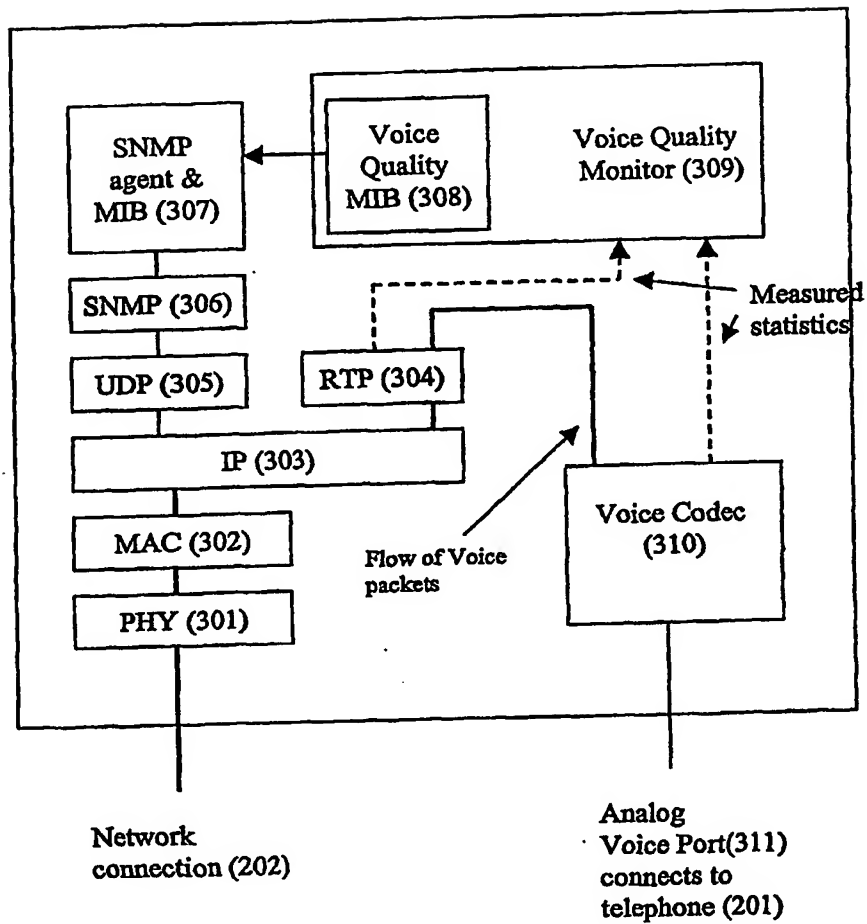 SNMP
agent &
MIB (307)
Voice
Quality
MIB (308)
Voice Quality
Monitor (309)
SNMP (306)
Measured
statistics
UDP (305)
RTP (304)
IP (303)
MAC (302)
Flow of Voice
packets
Voice Codec
(310)
PHY (301)
Network
connection (202)
Analog
Voice Port(311)
connects to
telephone (201)